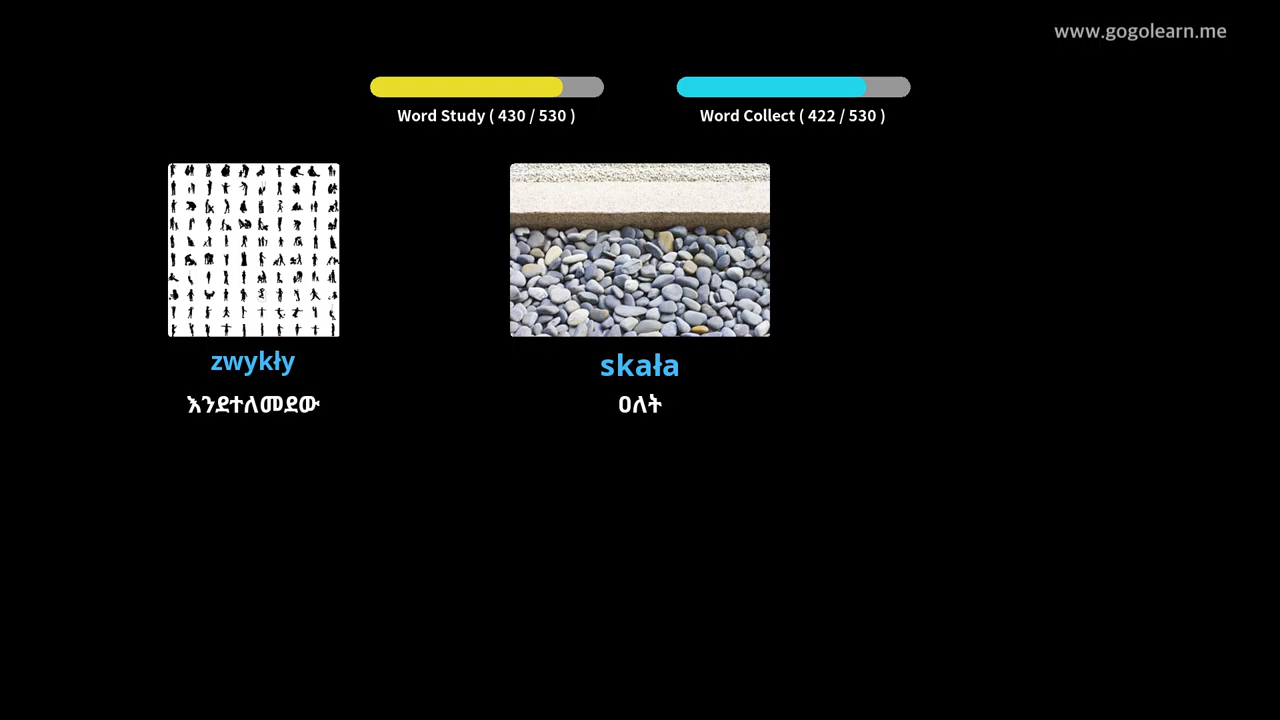 www.gogolearn.me
Word Study ( 430 / 530 )
Word Collect ( 422 / 530 )
zwykły
እንደተለመደው
skała
ዐለት